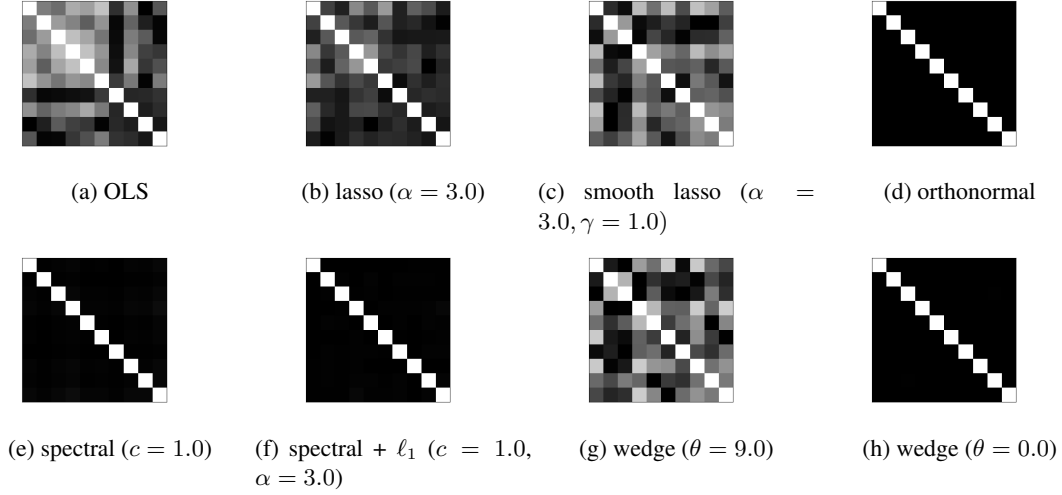 (a) OLS
(b) lasso (α = 3.0)
(c) smooth lasso (α =
3.0, γ = 1.0)
(d) orthonormal
(e) spectral (c = 1.0)
(f) spectral + ℓ₁ (c = 1.0,
α = 3.0)
(g) wedge (θ = 9.0)
(h) wedge (θ = 0.0)